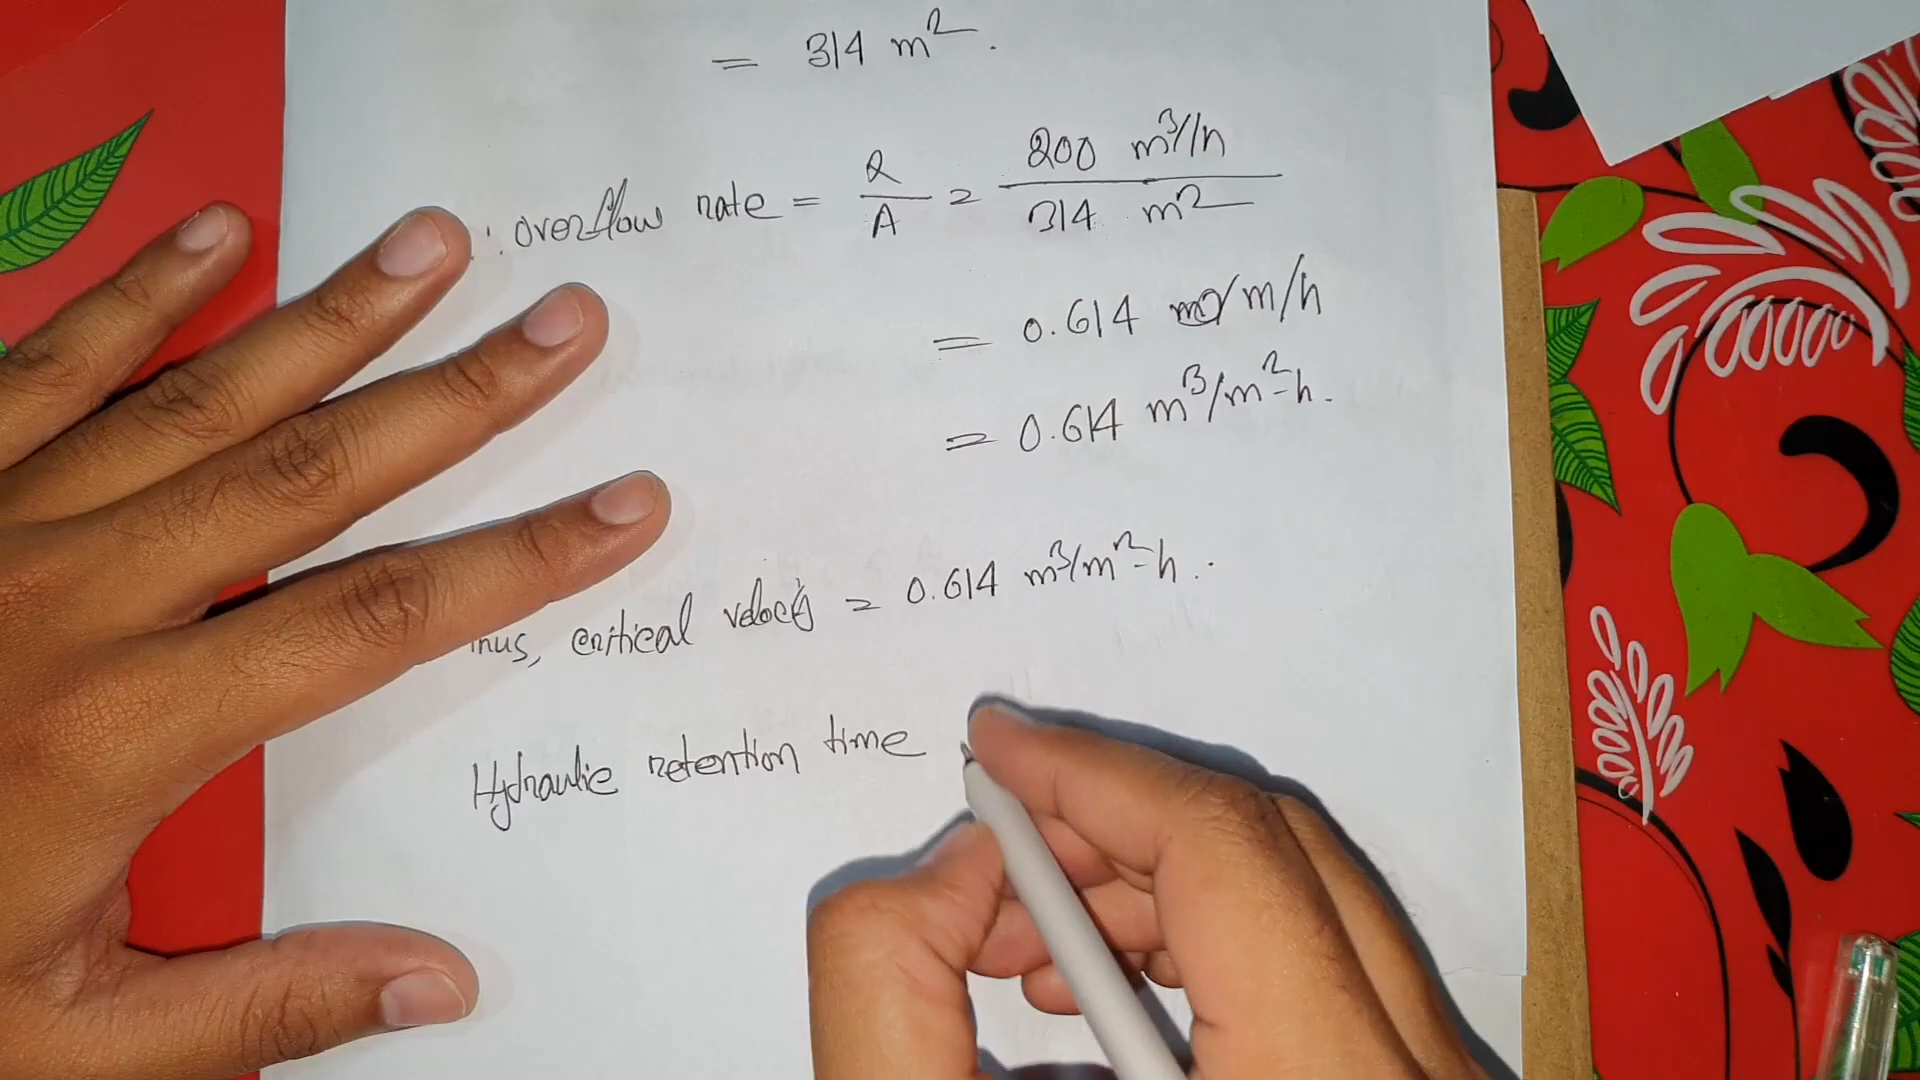 = 314 m².
∴ overflow rate = Q/A = 200 m³/h / 314 m²
= 0.614 m/h
= 0.614 m³/m²-h.
critical velocity = 0.614 m³/m²-h.
Hydraulic retention time